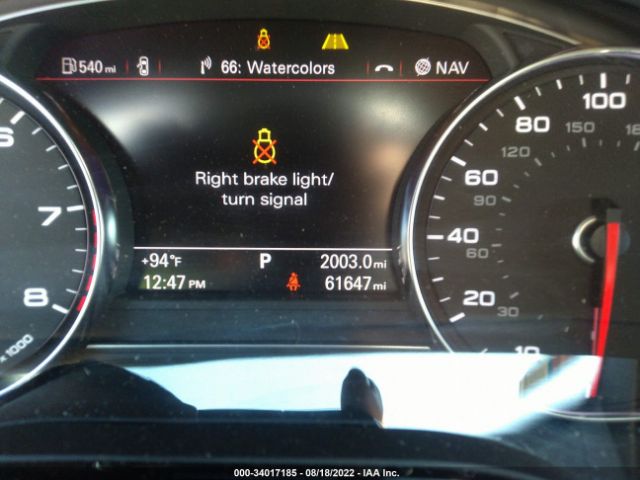 540 mi 66: Watercolors NAV
Right brake light/
turn signal
+94°F P 2003.0 mi
12:47 PM 61647 mi
6
7
8
x 1000
100
80
60
40
20
150
120
90
60
30
000-34017185 - 08/18/2022 - IAA Inc.